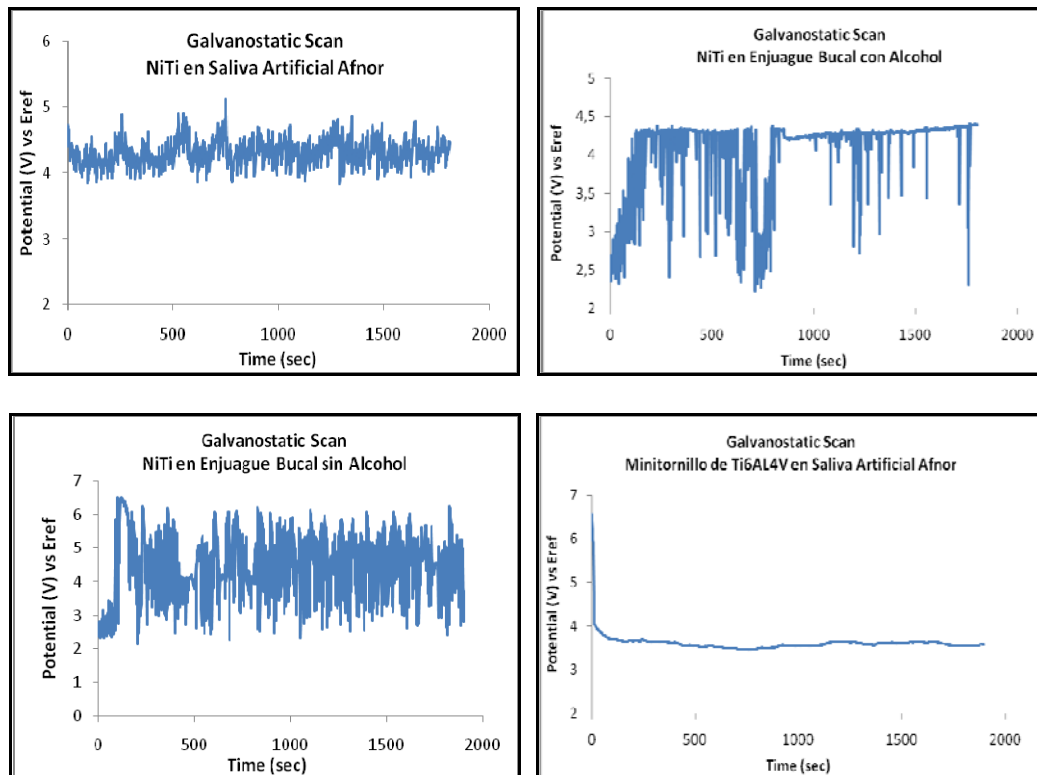 Galvanostatic Scan
NiTi en Saliva Artificial Afnor
Potential (V) vs Eref
6
5
4
3
2
0
500
1000
1500
2000
Time (sec)
Galvanostatic Scan
NiTi en Enjuague Bucal con Alcohol
Potential (V) vs Eref
5
4,5
4
3,5
3
2,5
2
0
500
1000
1500
2000
Time (sec)
Galvanostatic Scan
NiTi en Enjuague Bucal sin Alcohol
Potential (V) vs Eref
7
6
5
4
3
2
1
0
0
500
1000
1500
2000
Time (sec)
Galvanostatic Scan
Minitornillo de Ti6AL4V en Saliva Artificial Afnor
Potential (V) vs Eref
7
6
5
4
3
2
0
500
1000
1500
2000
Time (sec)